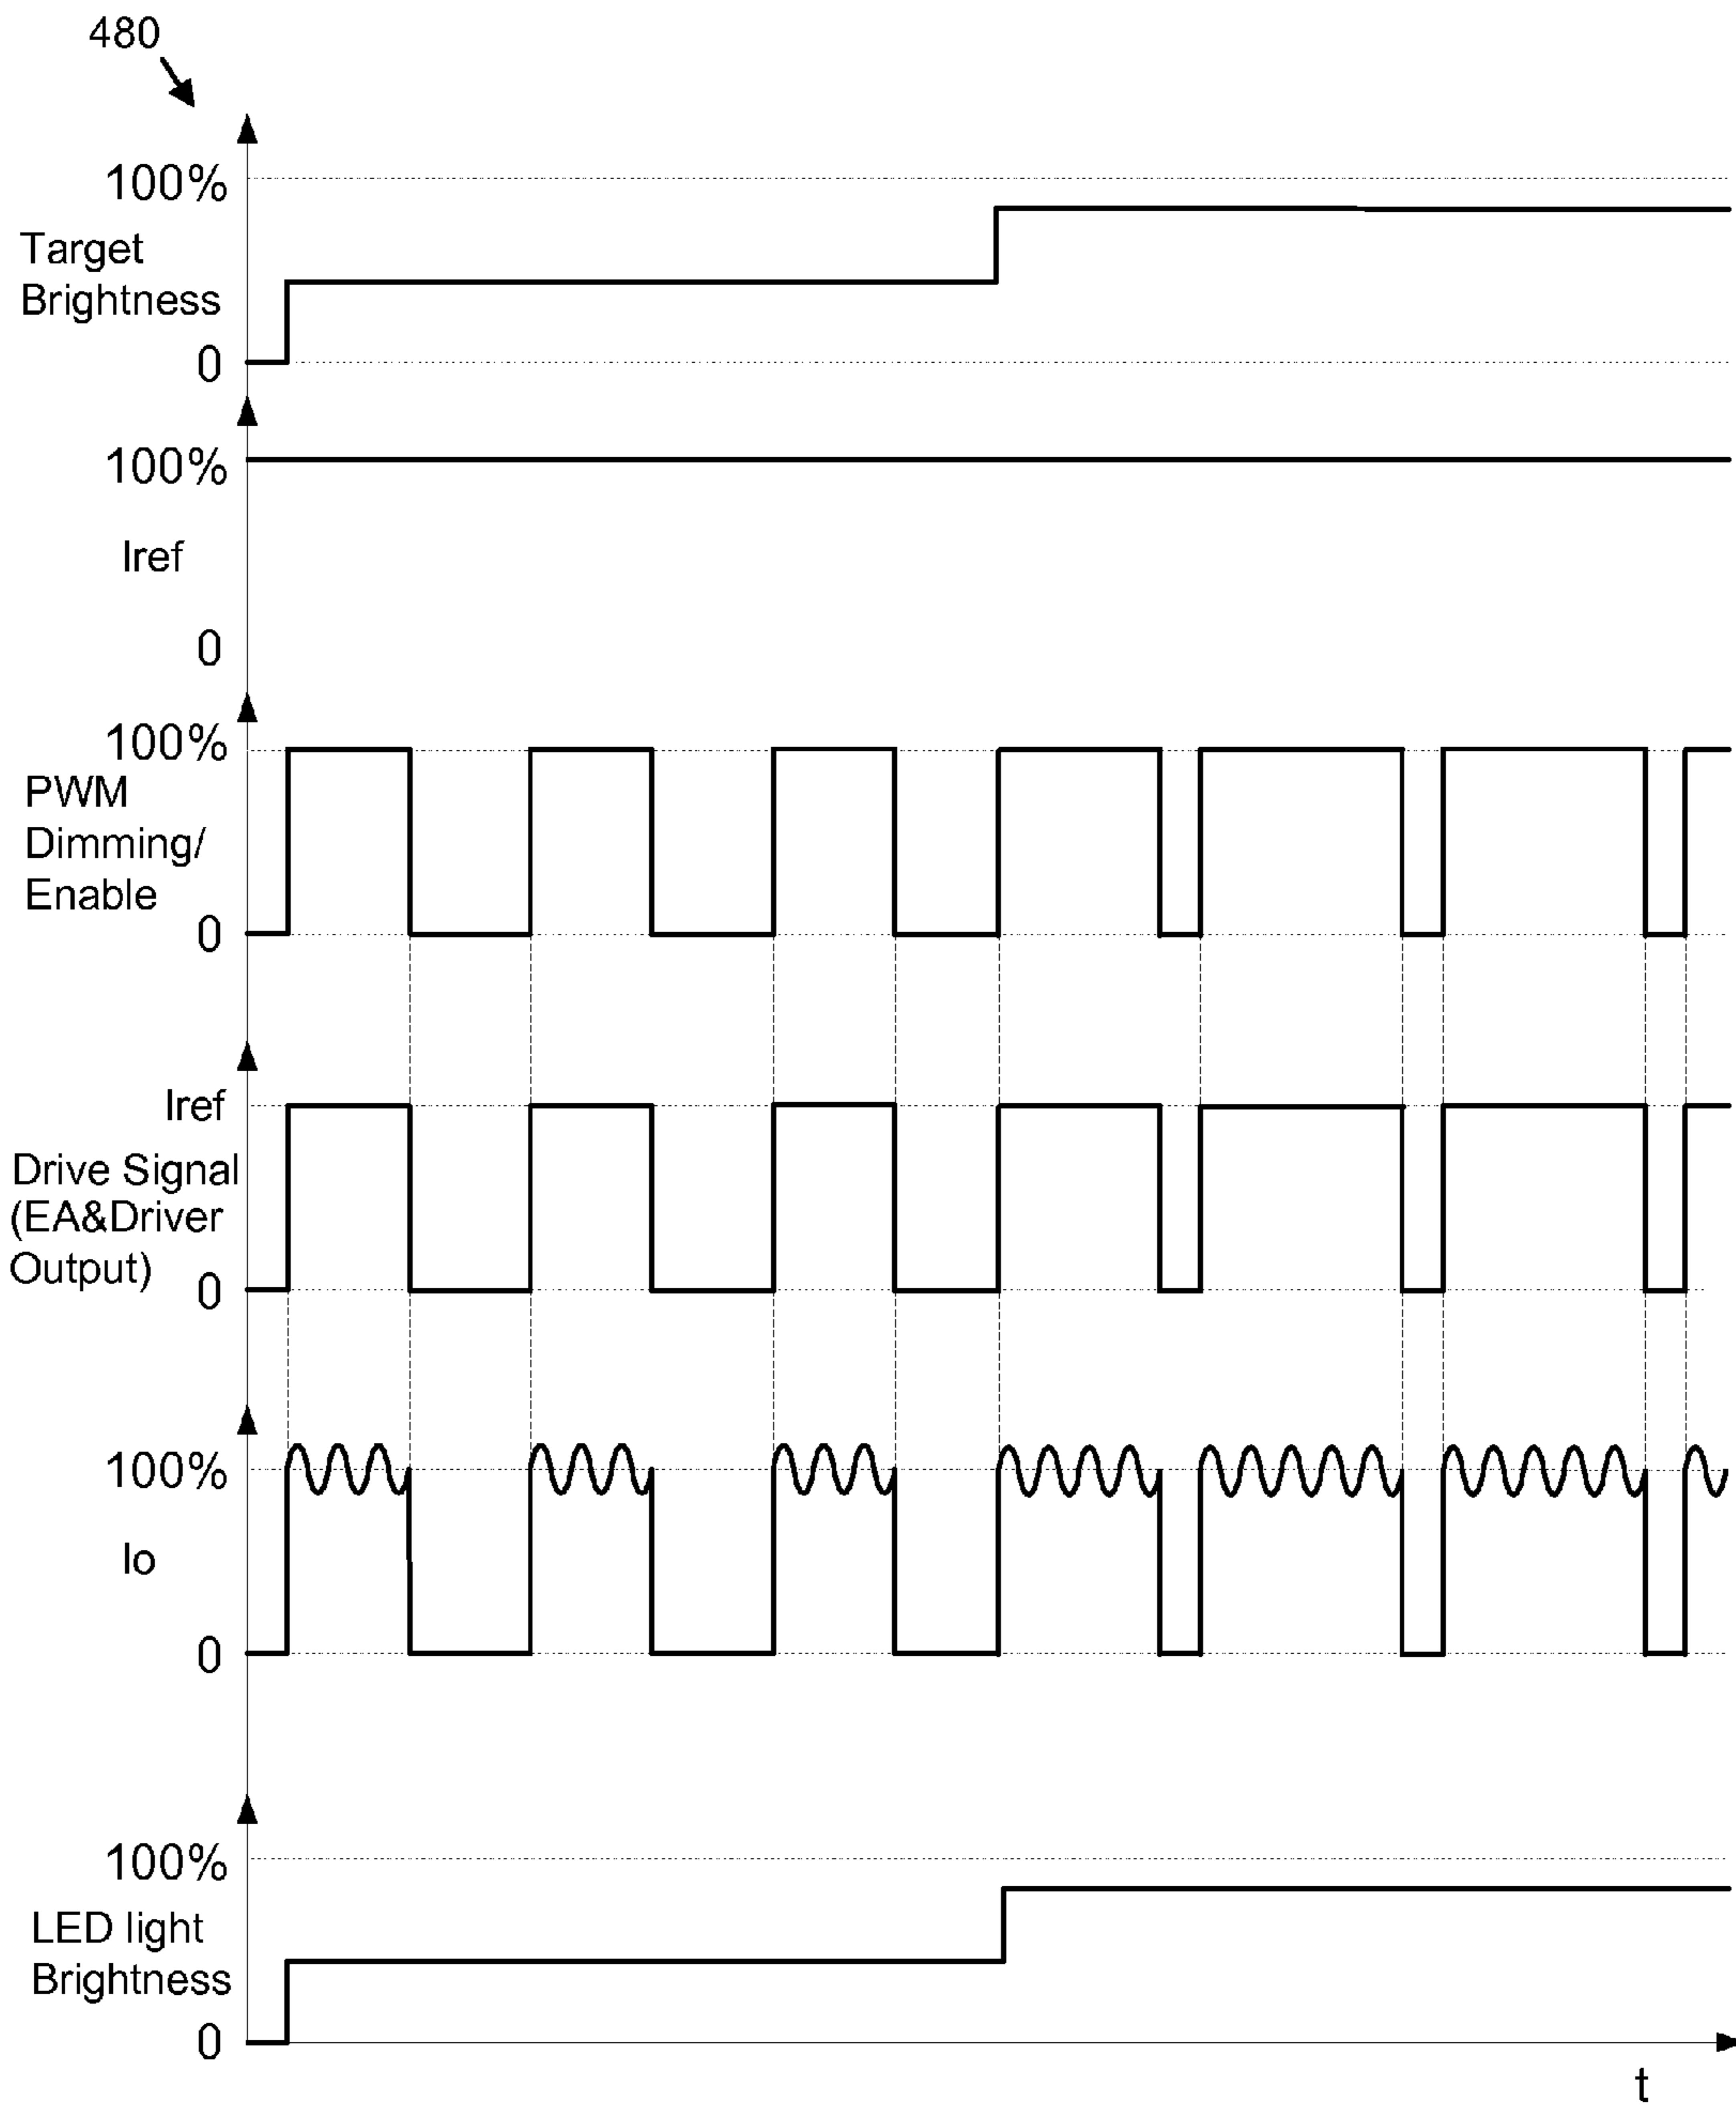 480
100%
Target
Brightness
0
100%
Iref
0
100%
PWM
Dimming/
Enable
0
Iref
Drive Signal
(EA&Driver
Output)
0
100%
Io
0
100%
LED light
Brightness
0
t